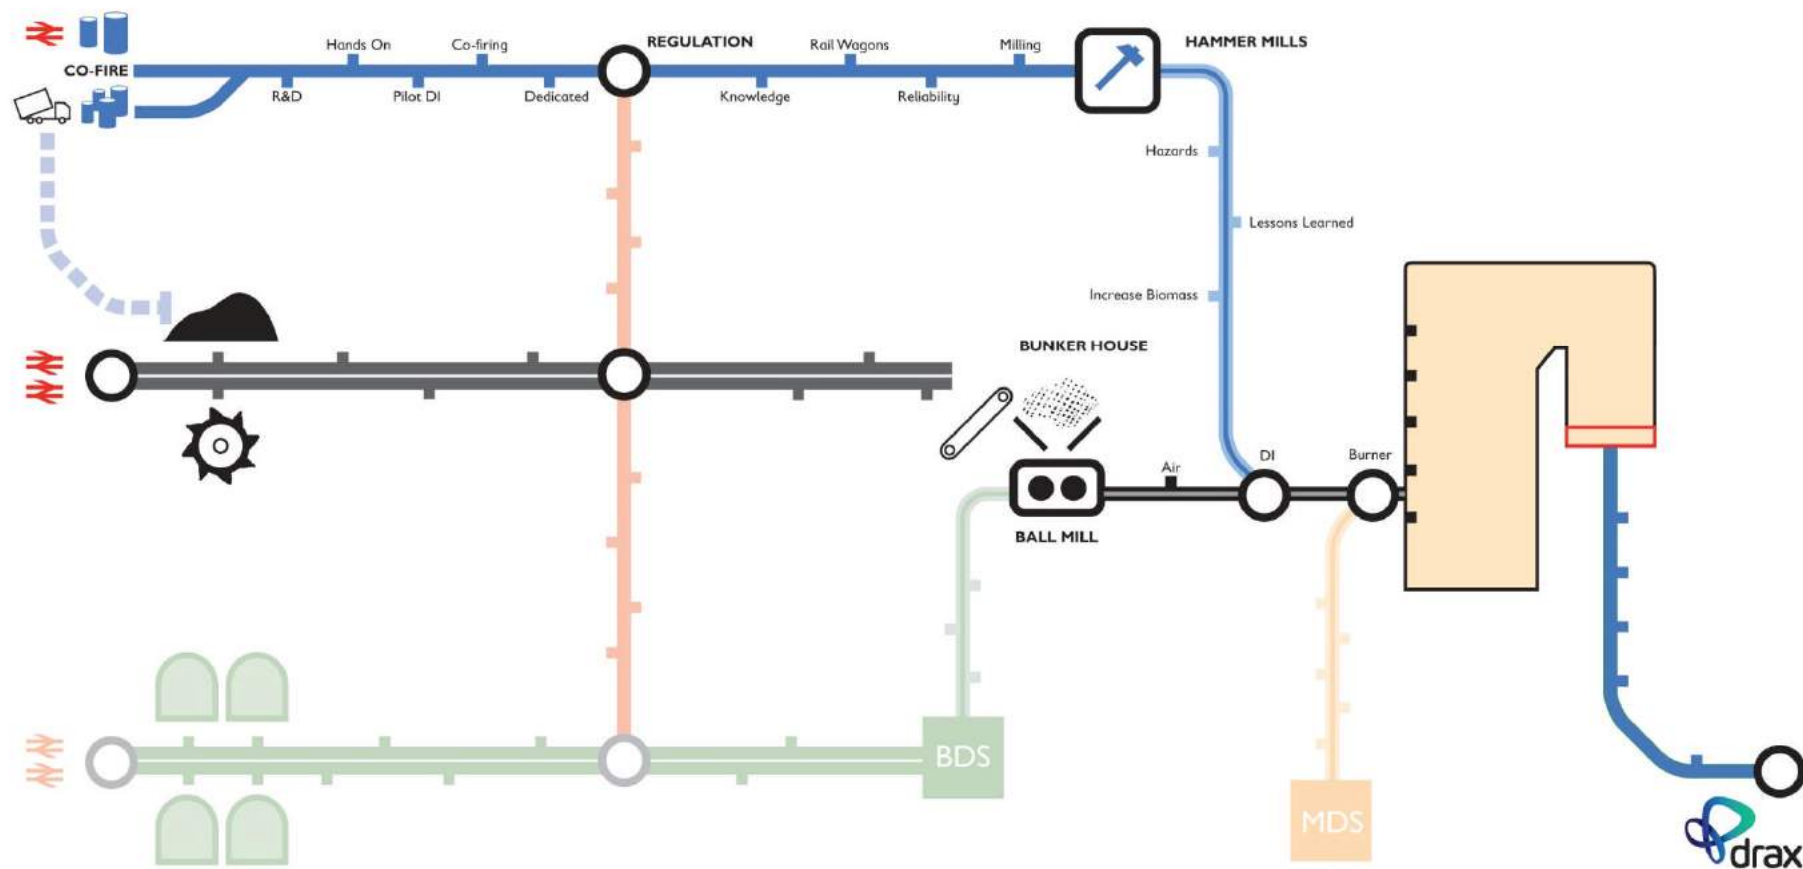 Hands On
Co-firing
REGULATION
Rail Wagons
Milling
HAMMER MILLS
CO-FIRE
R&D
Pilot DI
Dedicated
Knowledge
Reliability
Hazards
Lessons Learned
Increase Biomass
BUNKER HOUSE
Air
DI
Burner
BALL MILL
BDS
MDS
drax